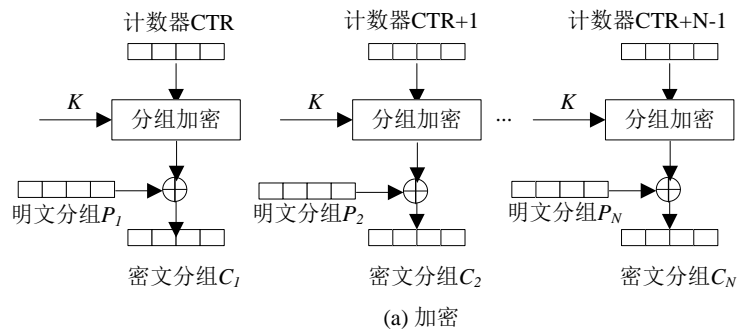 计数器CTR 计数器CTR+1 计数器CTR+N-1
K 分组加密 K 分组加密 ... K 分组加密
明文分组P1 明文分组P2 明文分组PN
密文分组C1 密文分组C2 密文分组CN
(a) 加密